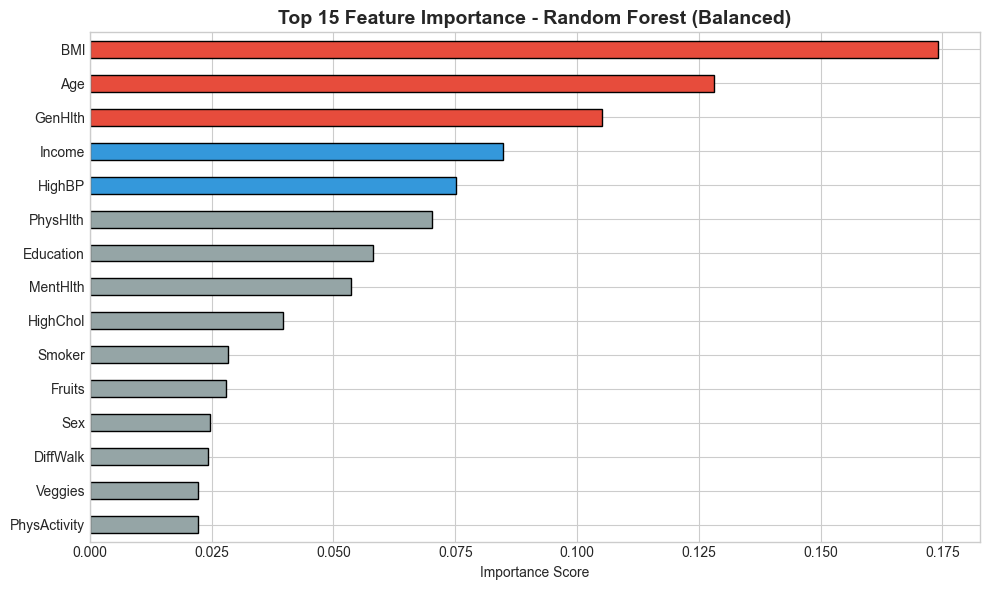 Top 15 Feature Importance - Random Forest (Balanced)
BMI
Age
GenHlth
Income
HighBP
PhysHlth
Education
MentHlth
HighChol
Smoker
Fruits
Sex
DiffWalk
Veggies
PhysActivity
0.000 0.025 0.050 0.075 0.100 0.125 0.150 0.175
Importance Score